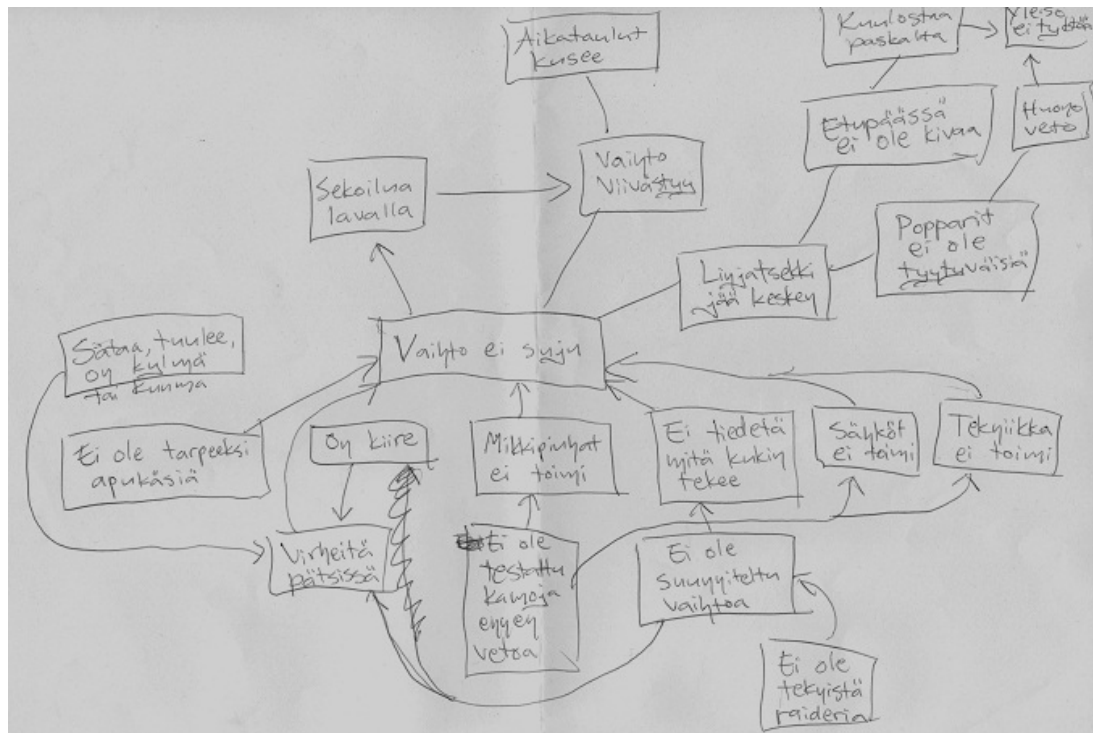 Aikataulut
kusee
Kuulostaa
paskalta
Yleisö
ei tykkää
Etupäässä
ei ole kivaa
Huono
veto
Sekoilua
lavalla
Vaihto
viivästyy
Popparit
ei ole
tyytyväisiä
Linjatsekki
jää kesken
Sataa, tuulee,
on kylmä
tai kuuma
Vaihto ei suju
Ei ole tarpeeksi
apukäsiä
On kiire
Mikkipiuhat
ei toimi
Ei tiedetä
mitä kukin
tekee
Sähköt
ei toimi
Tekniikka
ei toimi
Virheitä
pätsissä
Ei ole
testattu
kamoja
ennen
vetoa
Ei ole
suunniteltu
vaihtoa
Ei ole
teknistä
raideria